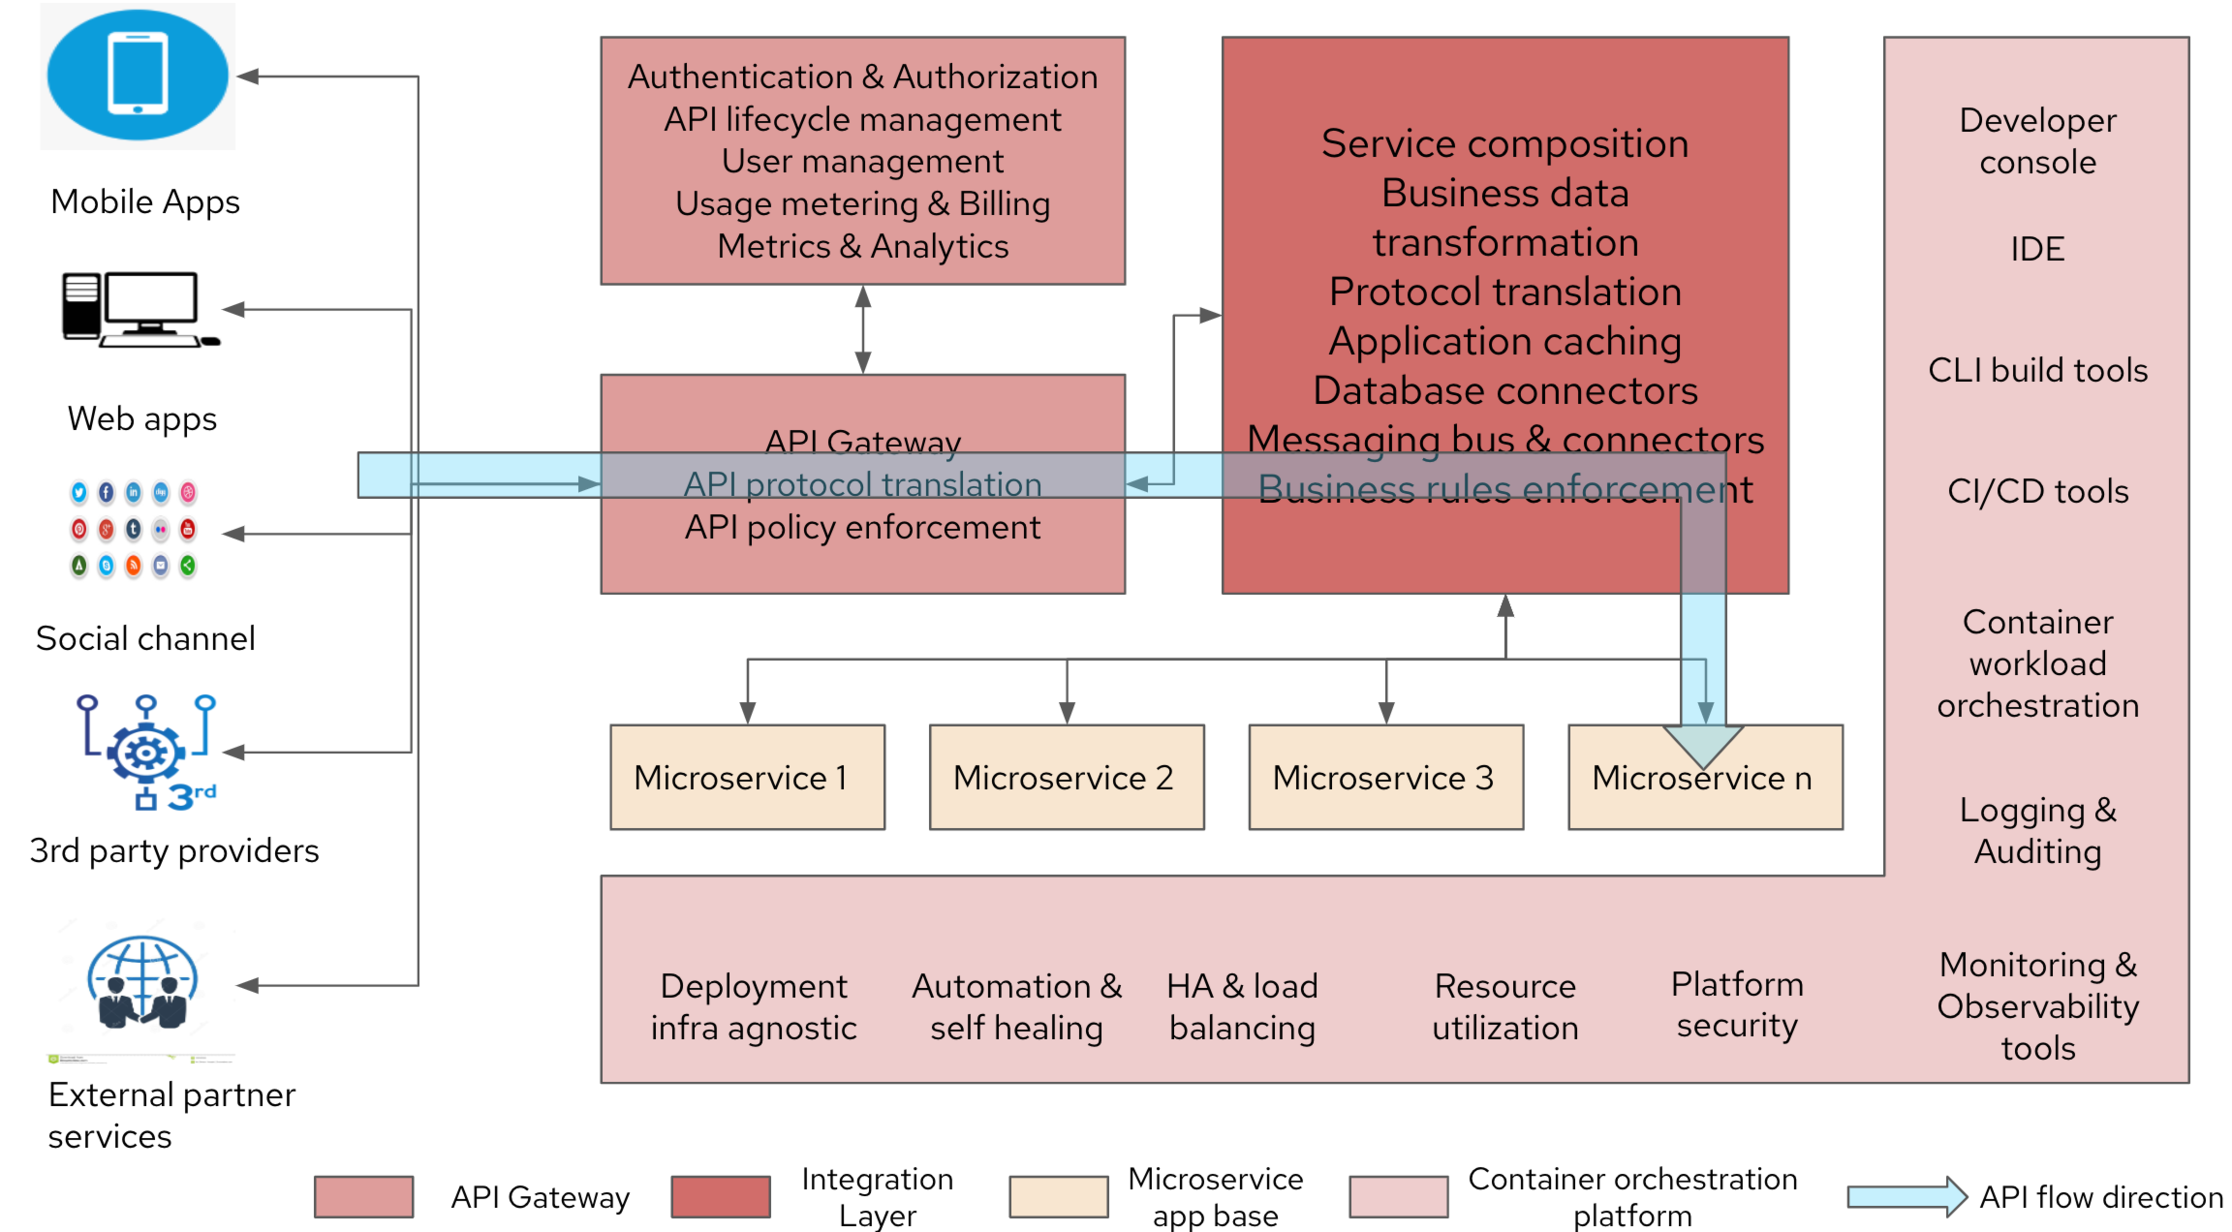 Mobile Apps
Web apps
Social channel
3rd
3rd party providers
External partner
services
Authentication & Authorization
API lifecycle management
User management
Usage metering & Billing
Metrics & Analytics
API Gateway
API protocol translation
API policy enforcement
Service composition
Business data
transformation
Protocol translation
Application caching
Database connectors
Messaging bus & connectors
Business rules enforcement
Microservice 1
Microservice 2
Microservice 3
Microservice n
Developer
console
IDE
CLI build tools
CI/CD tools
Container
workload
orchestration
Logging &
Auditing
Monitoring &
Observability
tools
Deployment
infra agnostic
Automation &
self healing
HA & load
balancing
Resource
utilization
Platform
security
API Gateway
Integration
Layer
Microservice
app base
Container orchestration
platform
API flow direction